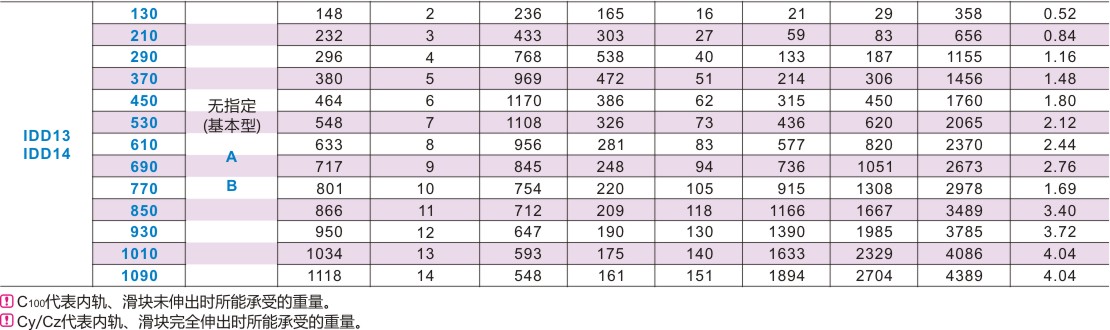 130 148 2 236 165 16 21 29 358 0.52
210 232 3 433 303 27 59 83 656 0.84
290 296 4 768 538 40 133 187 1155 1.16
370 380 5 969 472 51 214 306 1456 1.48
450 464 6 1170 386 62 315 450 1760 1.80
无指定
(基本型)
530 548 7 1108 326 73 436 620 2065 2.12
IDD13
IDD14
610 633 8 956 281 83 577 820 2370 2.44
A
690 717 9 845 248 94 736 1051 2673 2.76
B
770 801 10 754 220 105 915 1308 2978 1.69
850 866 11 712 209 118 1166 1667 3489 3.40
930 950 12 647 190 130 1390 1985 3785 3.72
1010 1034 13 593 175 140 1633 2329 4086 4.04
1090 1118 14 548 161 151 1894 2704 4389 4.04
! C100代表内轨、滑块未伸出时所能承受的重量。
! Cy/Cz代表内轨、滑块完全伸出时所能承受的重量。